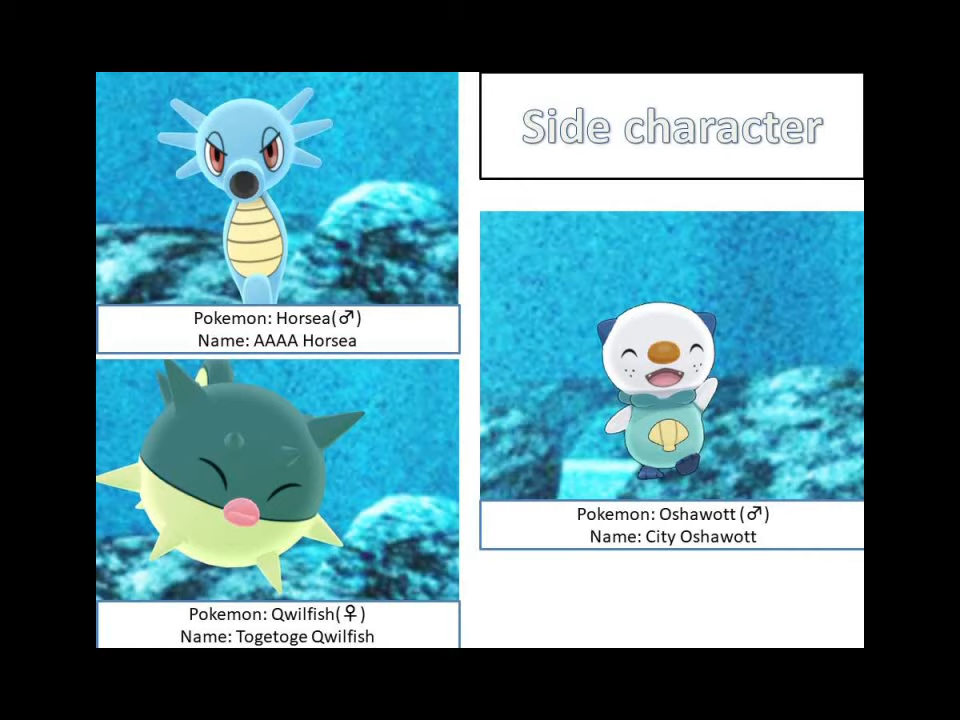 Side character
Pokemon: Horsea(♂)
Name: AAAA Horsea
Pokemon: Oshawott (♂)
Name: City Oshawott
Pokemon: Qwilfish(♀)
Name: Togetoge Qwilfish